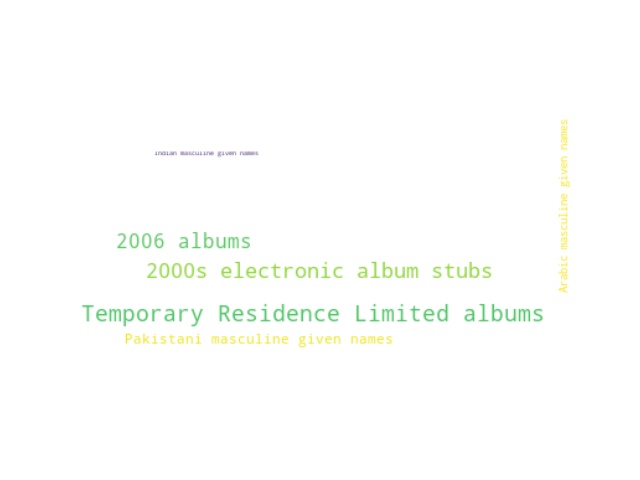 indian masculine given names
Arabic masculine given names
2006 albums
2000s electronic album stubs
Temporary Residence Limited albums
Pakistani masculine given names